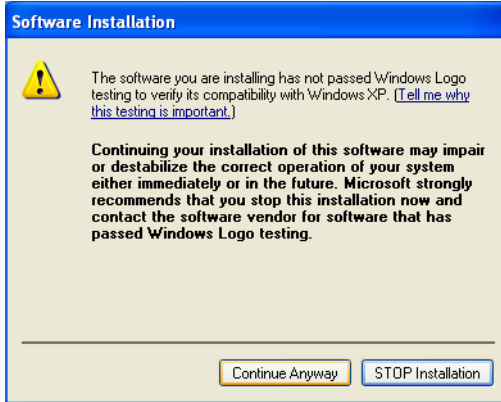 Software Installation
The software you are installing has not passed Windows Logo
testing to verify its compatibility with Windows XP. (Tell me why
this testing is important.)
Continuing your installation of this software may impair
or destabilize the correct operation of your system
either immediately or in the future. Microsoft strongly
recommends that you stop this installation now and
contact the software vendor for software that has
passed Windows Logo testing.
Continue Anyway
STOP Installation